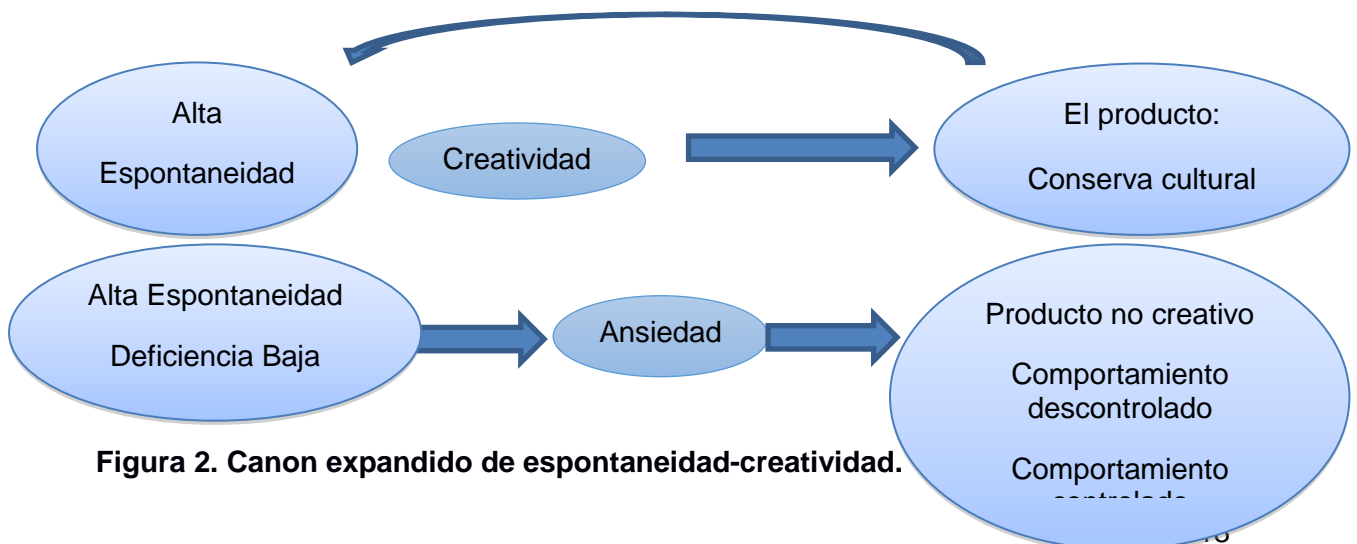 Alta
Espontaneidad
Creatividad
El producto:
Conserva cultural
Alta Espontaneidad
Deficiencia Baja
Ansiedad
Producto no creativo
Comportamiento
descontrolado
Comportamiento
Figura 2. Canon expandido de espontaneidad-creatividad.